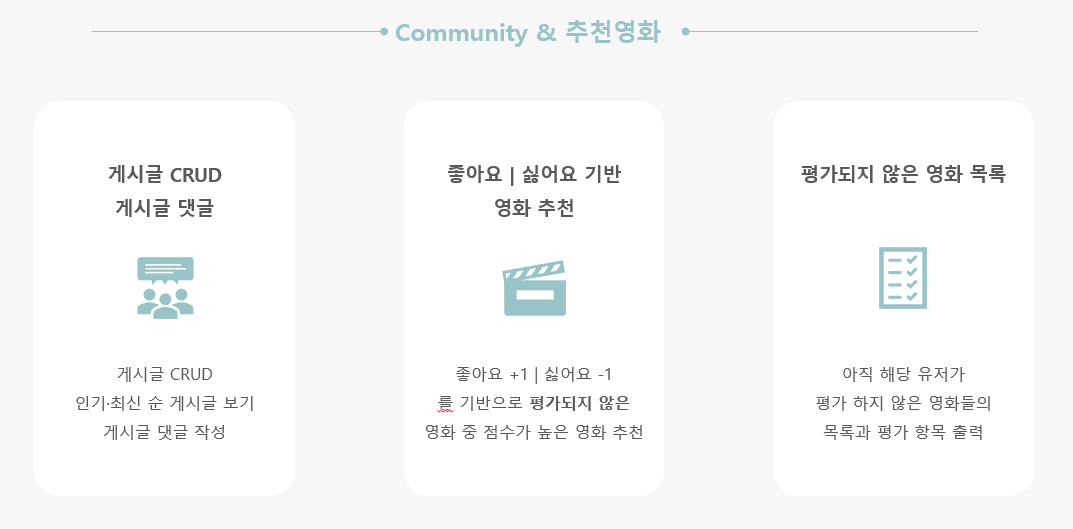 Community & 추천영화
게시글 CRUD
게시글 댓글
게시글 CRUD
인기·최신 순 게시글 보기
게시글 댓글 작성
좋아요 | 싫어요 기반
영화 추천
좋아요 +1 | 싫어요 -1
를 기반으로 평가되지 않은
영화 중 점수가 높은 영화 추천
평가되지 않은 영화 목록
아직 해당 유저가
평가 하지 않은 영화들의
목록과 평가 항목 출력